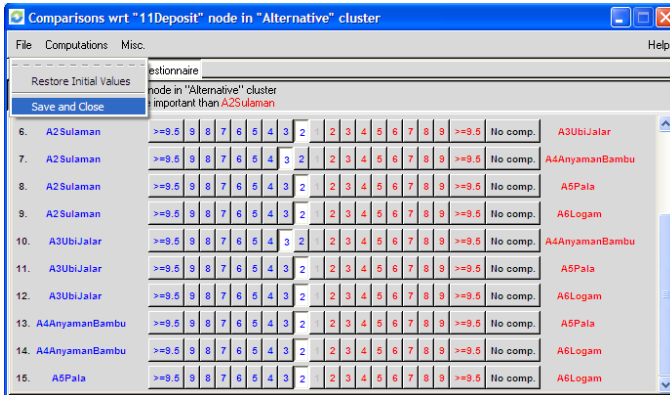 Comparisons wrt "11Deposit" node in "Alternative" cluster
File Computations Misc. Help
estionnaire
Restore Initial Values
node in "Alternative" cluster
Save and Close
important than A2Sulaman
6. A2Sulaman >=9.5 9 8 7 6 5 4 3 2 1 2 3 4 5 6 7 8 9 >=9.5 No comp. A3UbiJalar
7. A2Sulaman >=9.5 9 8 7 6 5 4 3 2 1 2 3 4 5 6 7 8 9 >=9.5 No comp. A4AnyamanBambu
8. A2Sulaman >=9.5 9 8 7 6 5 4 3 2 1 2 3 4 5 6 7 8 9 >=9.5 No comp. A5Pala
9. A2Sulaman >=9.5 9 8 7 6 5 4 3 2 1 2 3 4 5 6 7 8 9 >=9.5 No comp. A6Logam
10. A3UbiJalar >=9.5 9 8 7 6 5 4 3 2 1 2 3 4 5 6 7 8 9 >=9.5 No comp. A4AnyamanBambu
11. A3UbiJalar >=9.5 9 8 7 6 5 4 3 2 1 2 3 4 5 6 7 8 9 >=9.5 No comp. A5Pala
12. A3UbiJalar >=9.5 9 8 7 6 5 4 3 2 1 2 3 4 5 6 7 8 9 >=9.5 No comp. A6Logam
13. A4AnyamanBambu >=9.5 9 8 7 6 5 4 3 2 1 2 3 4 5 6 7 8 9 >=9.5 No comp. A5Pala
14. A4AnyamanBambu >=9.5 9 8 7 6 5 4 3 2 1 2 3 4 5 6 7 8 9 >=9.5 No comp. A6Logam
15. A5Pala >=9.5 9 8 7 6 5 4 3 2 1 2 3 4 5 6 7 8 9 >=9.5 No comp. A6Logam